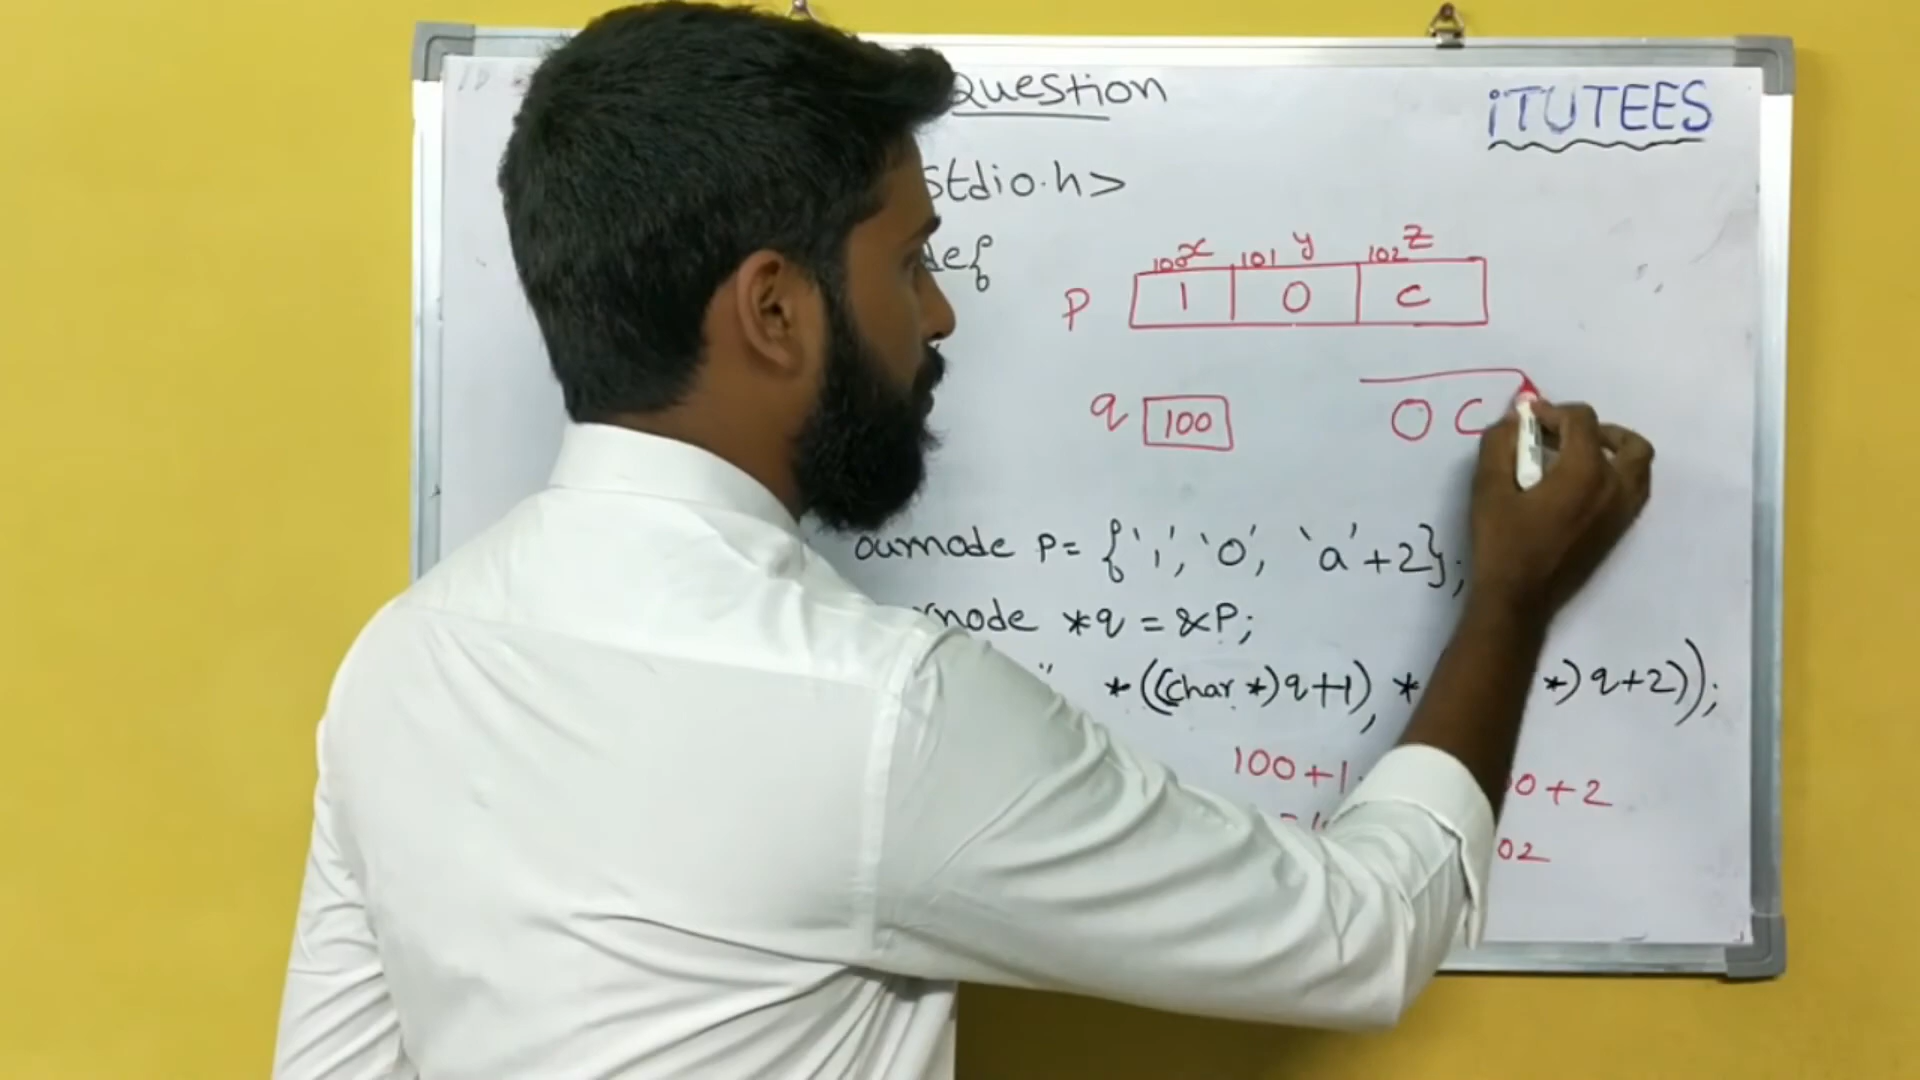 Question
iTUTEES
stdio.h>
def
100 x 101 y 102 z
P 1 0 c
q 100
0 c
ournode P= {'1', '0', 'a'+2};
node *q = &P;
" *((char *)q+1), * *) q+2));
100+1
0+2
02